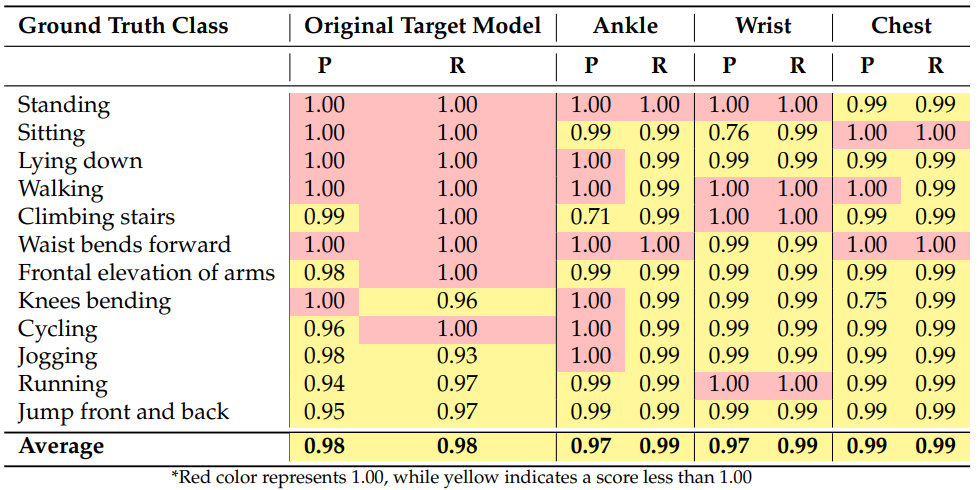 Ground Truth Class Original Target Model Ankle Wrist Chest
P R P R P R P R
Standing 1.00 1.00 1.00 1.00 1.00 1.00 0.99 0.99
Sitting 1.00 1.00 0.99 0.99 0.76 0.99 1.00 1.00
Lying down 1.00 1.00 1.00 0.99 0.99 0.99 0.99 0.99
Walking 1.00 1.00 1.00 0.99 1.00 1.00 1.00 0.99
Climbing stairs 0.99 1.00 0.71 0.99 1.00 1.00 0.99 0.99
Waist bends forward 1.00 1.00 1.00 1.00 0.99 0.99 1.00 1.00
Frontal elevation of arms 0.98 1.00 0.99 0.99 0.99 0.99 0.99 0.99
Knees bending 1.00 0.96 1.00 0.99 0.99 0.99 0.75 0.99
Cycling 0.96 1.00 1.00 0.99 0.99 0.99 0.99 0.99
Jogging 0.98 0.93 1.00 0.99 0.99 0.99 0.99 0.99
Running 0.94 0.97 0.99 0.99 1.00 1.00 0.99 0.99
Jump front and back 0.95 0.97 0.99 0.99 0.99 0.99 0.99 0.99
Average 0.98 0.98 0.97 0.99 0.97 0.99 0.99 0.99
*Red color represents 1.00, while yellow indicates a score less than 1.00